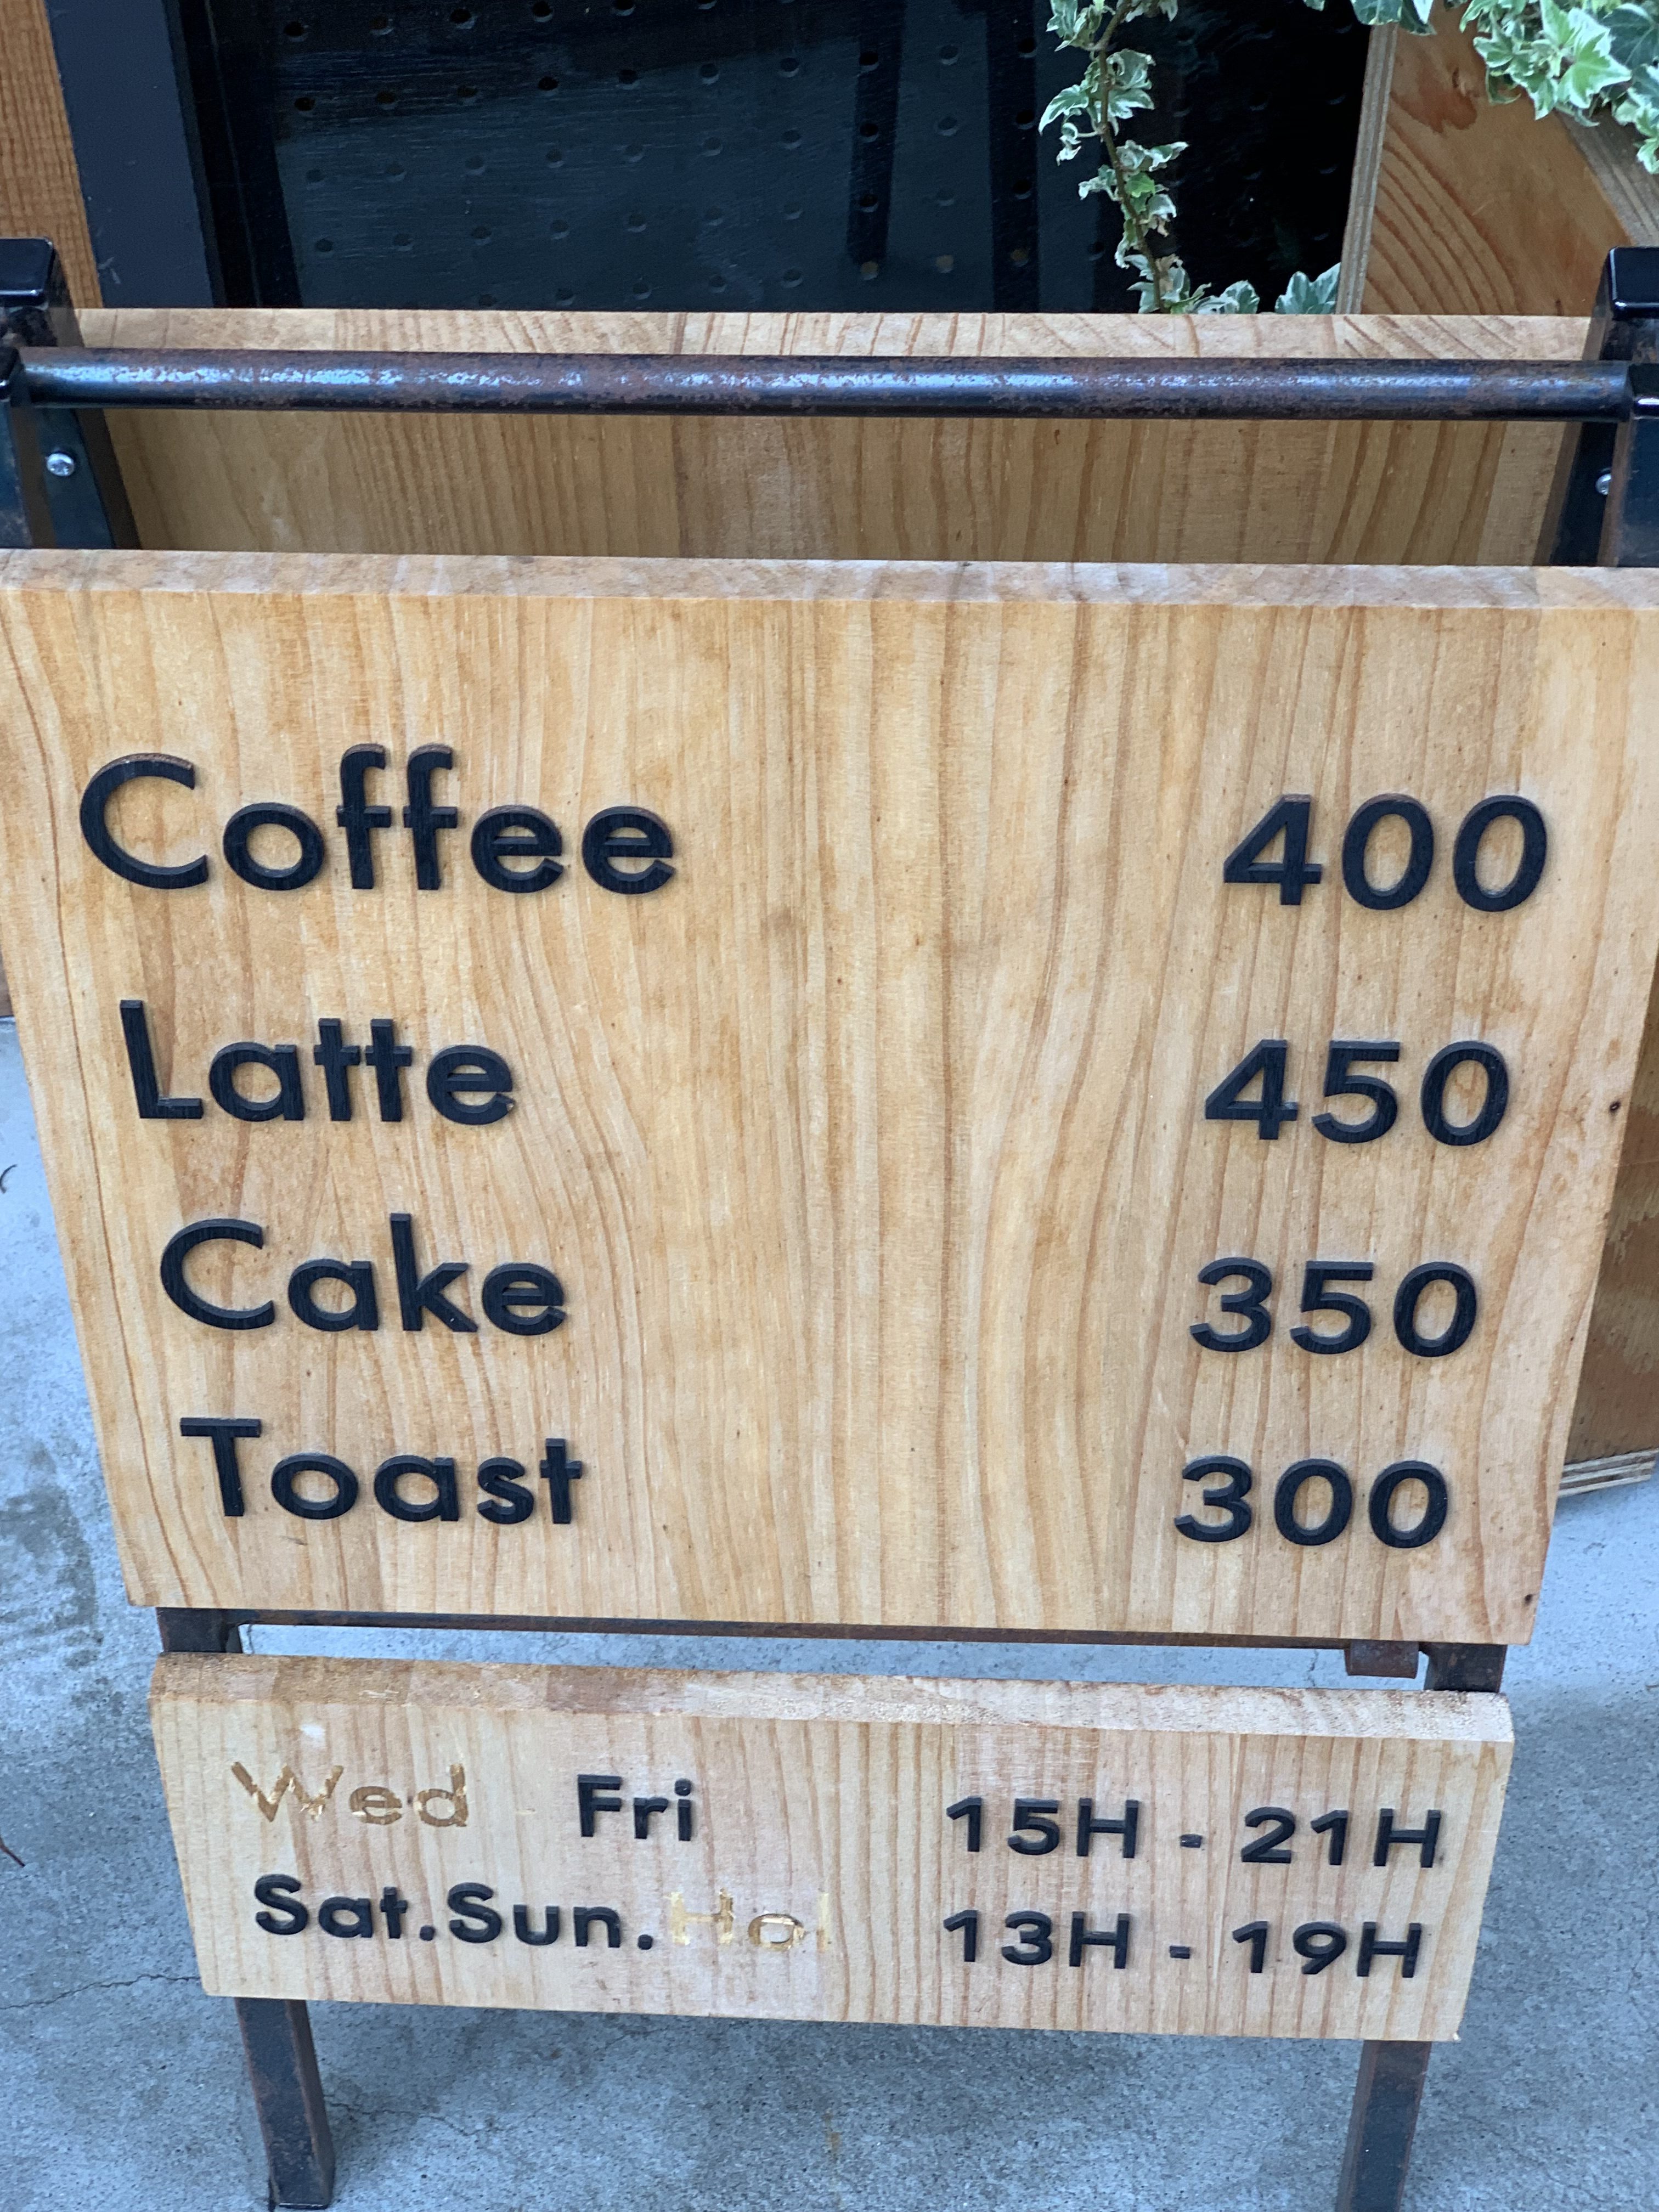 Coffee 400
Latte 450
Cake 350
Toast 300
Wed Fri 15H - 21H
Sat.Sun.Hol 13H - 19H